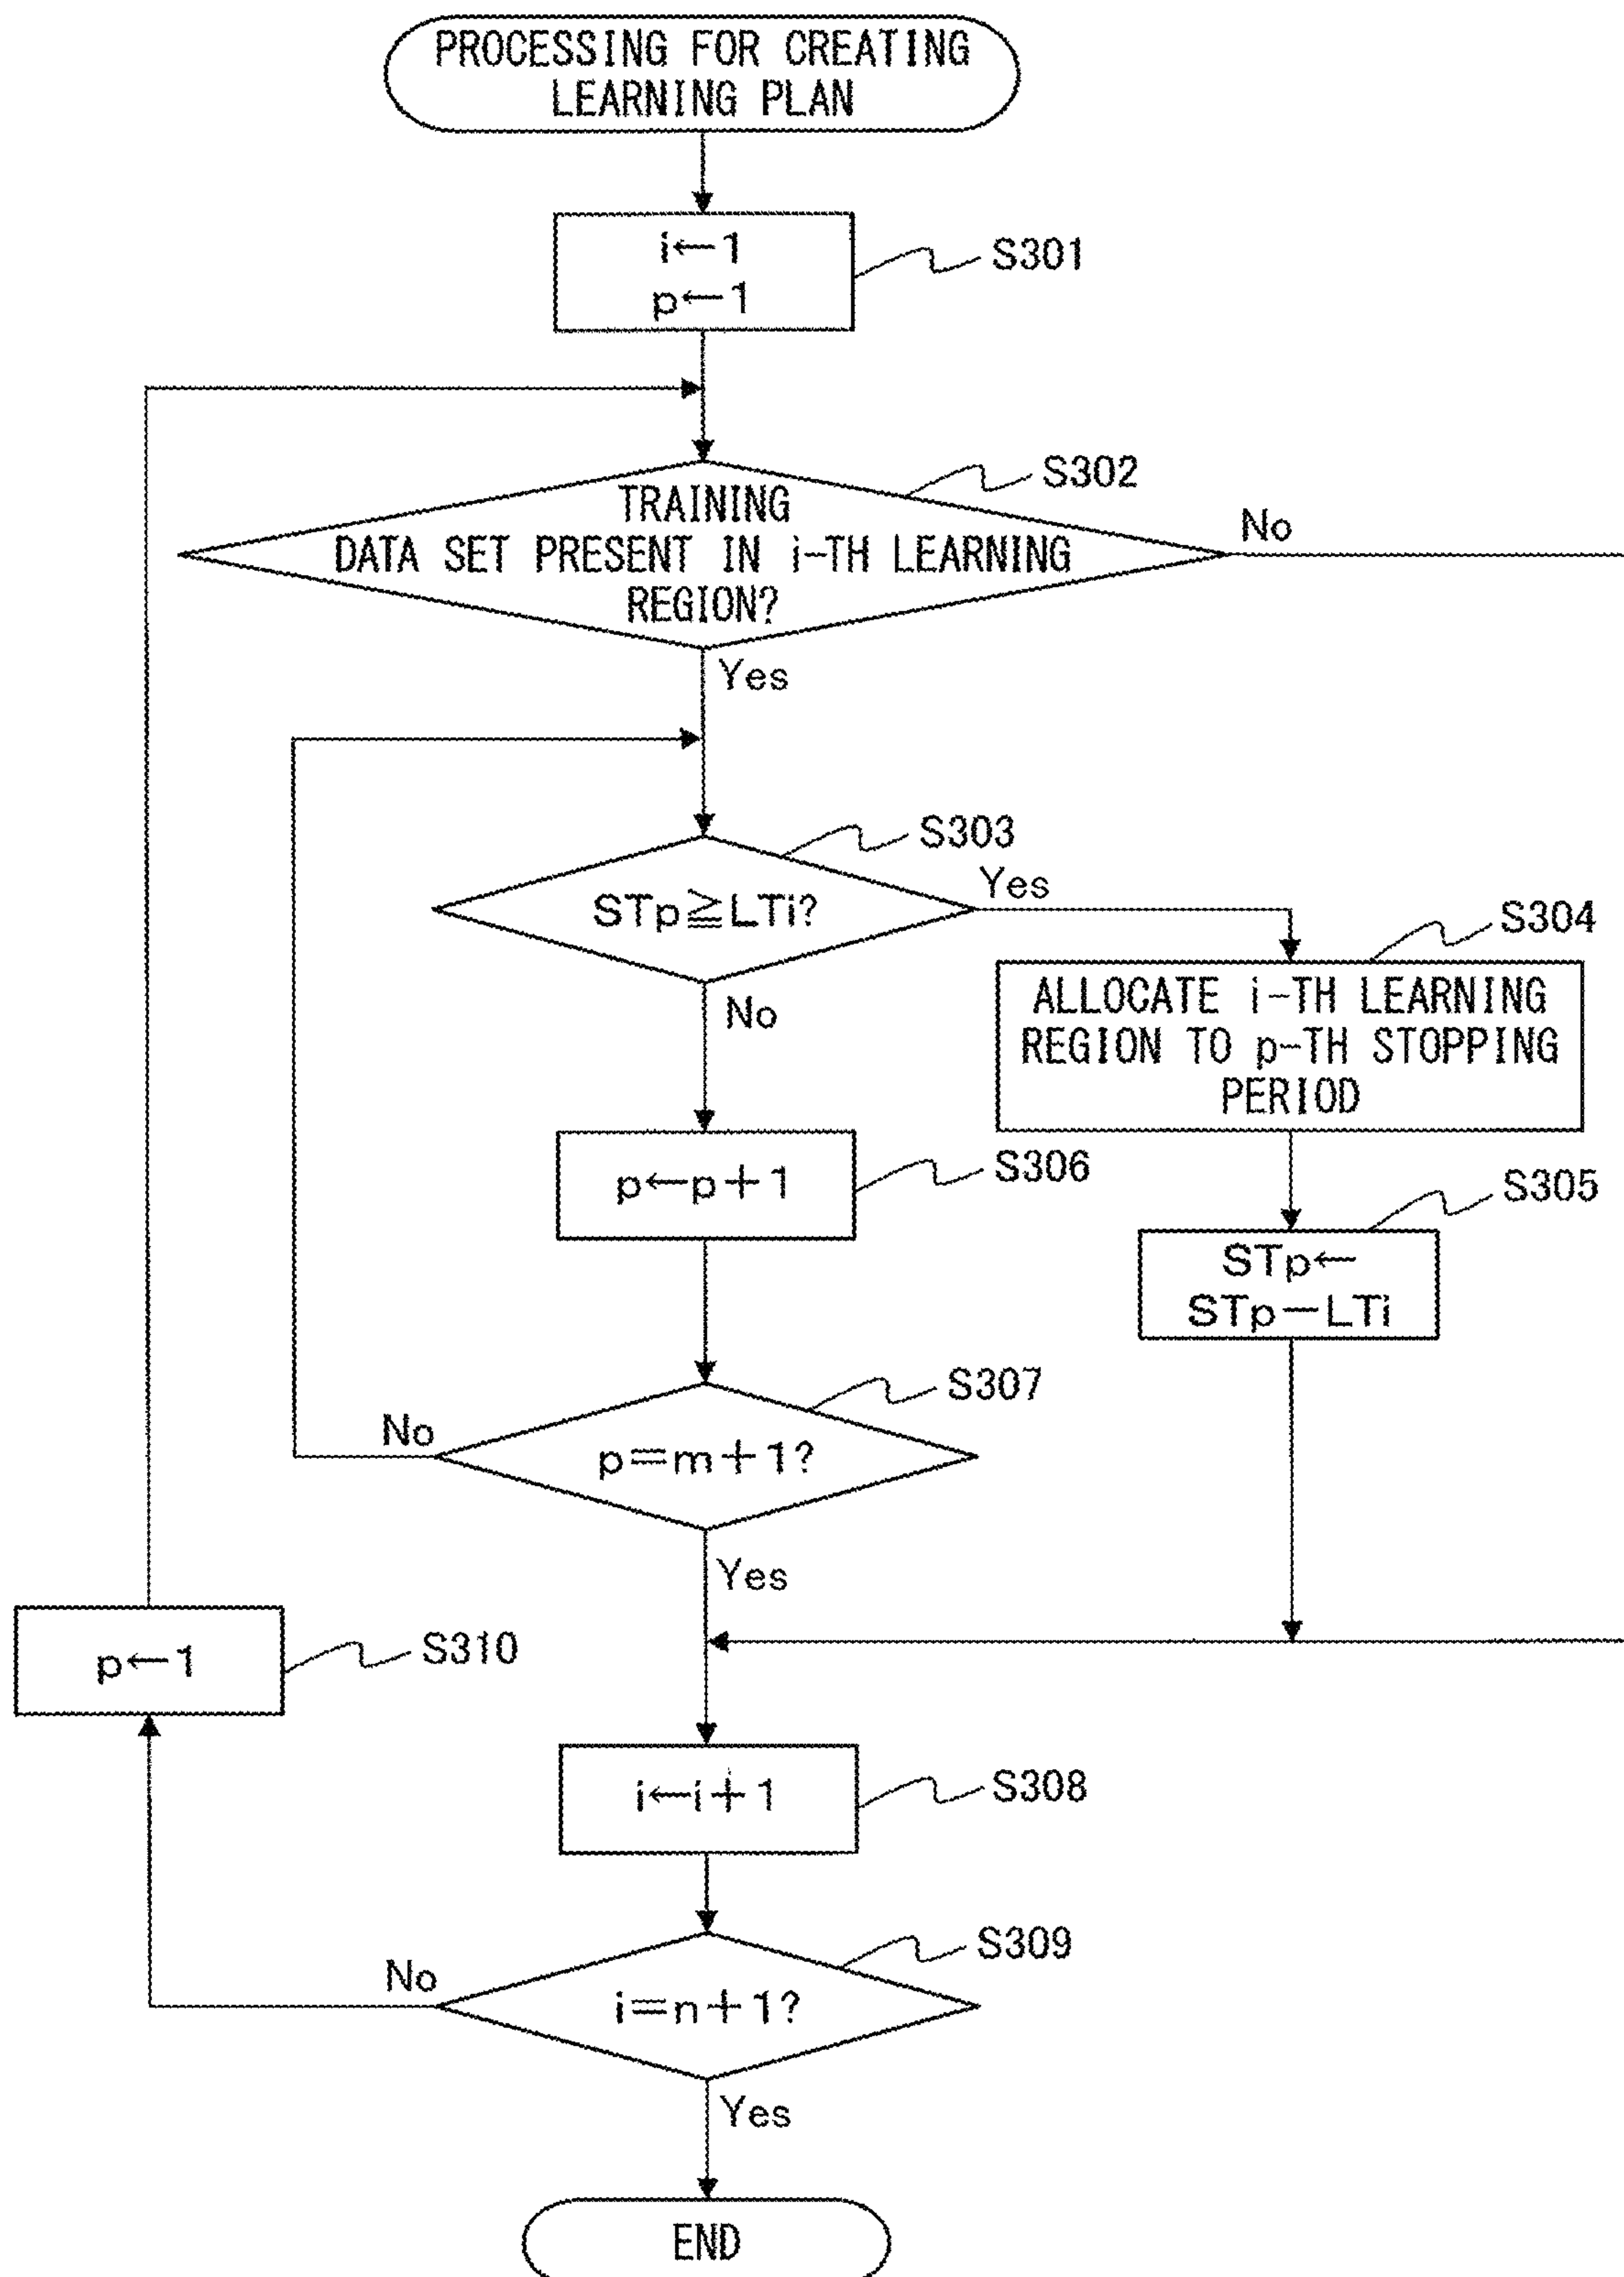 PROCESSING FOR CREATING
LEARNING PLAN
i←1
p←1
S301
S302
TRAINING
DATA SET PRESENT IN i-TH LEARNING
REGION?
No
Yes
S303
STp≧LTi?
Yes
No
S304
ALLOCATE i-TH LEARNING
REGION TO p-TH STOPPING
PERIOD
S305
STp←
STp−LTi
p←p+1
S306
S307
p=m+1?
No
Yes
p←1
S310
i←i+1
S308
S309
i=n+1?
No
Yes
END